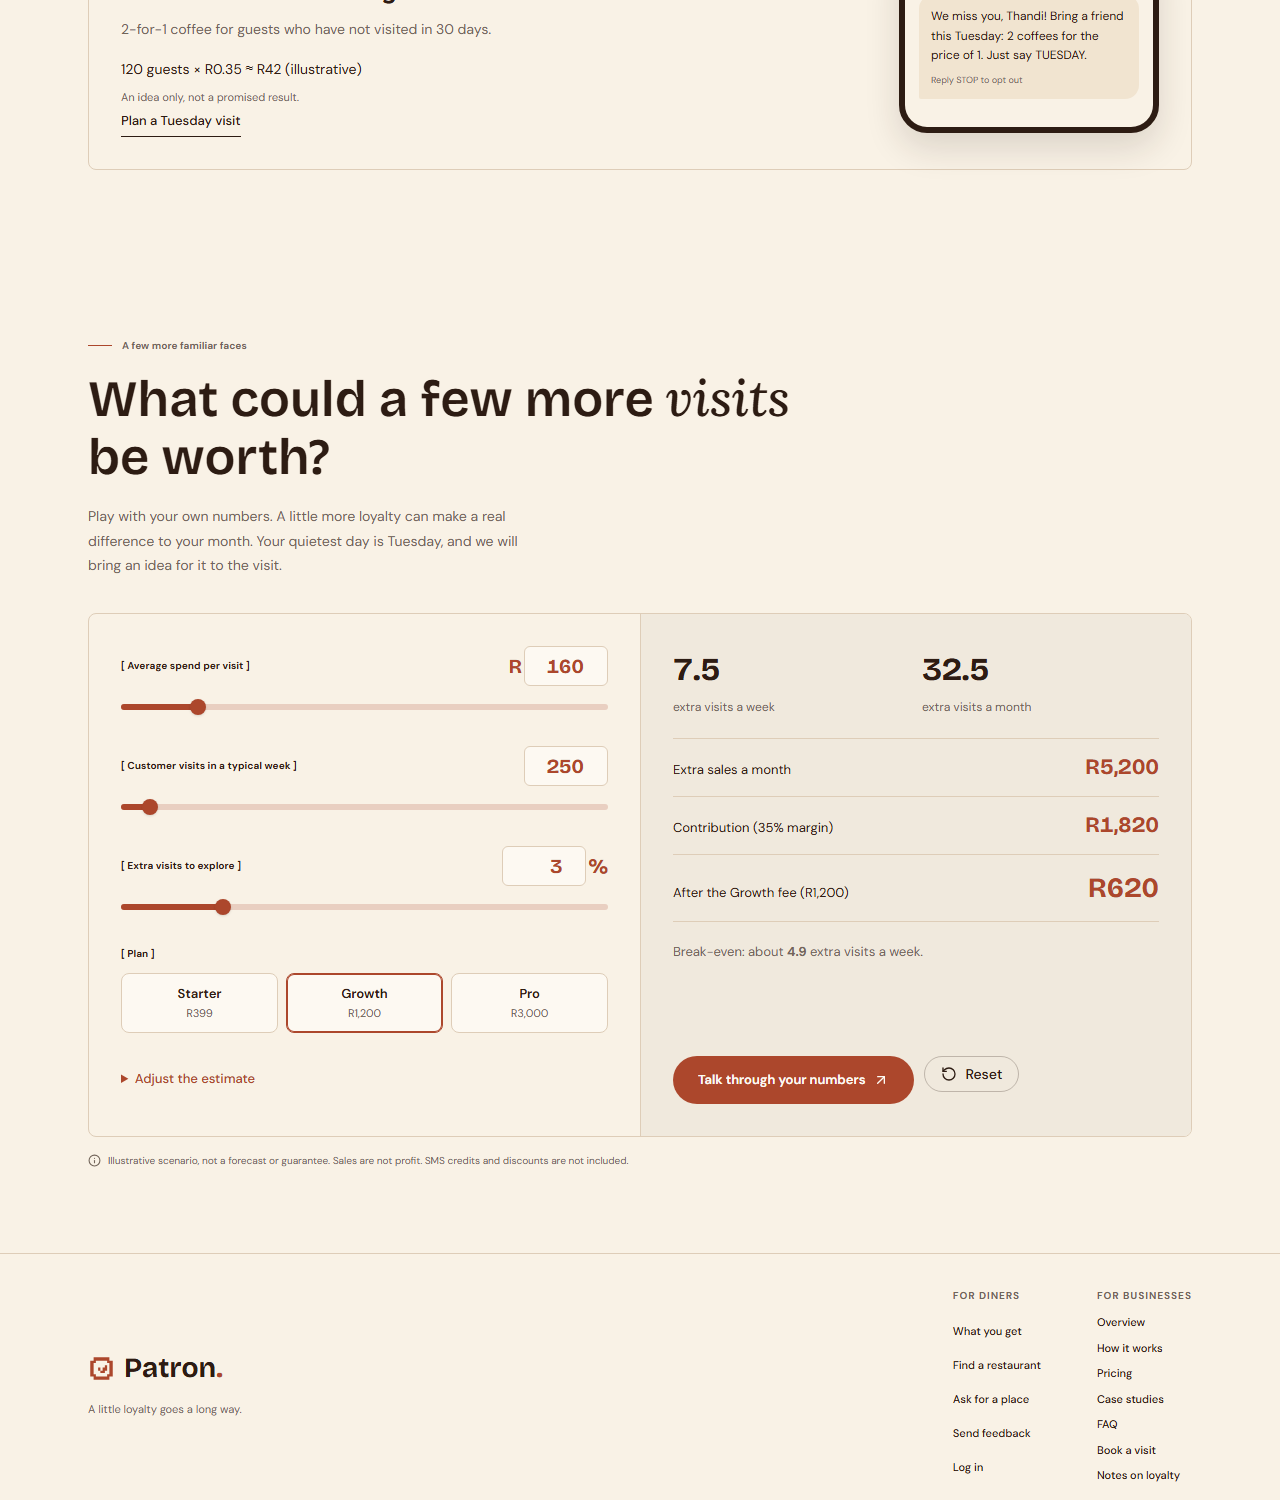 2-for-1 coffee for guests who have not visited in 30 days.
120 guests × R0.35 ≈ R42 (illustrative)
An idea only, not a promised result.
Plan a Tuesday visit
We miss you, Thandi! Bring a friend
this Tuesday: 2 coffees for the
price of 1. Just say TUESDAY.
Reply STOP to opt out
A few more familiar faces
What could a few more visits
be worth?
Play with your own numbers. A little more loyalty can make a real
difference to your month. Your quietest day is Tuesday, and we will
bring an idea for it to the visit.
[ Average spend per visit ]
R 160
[ Customer visits in a typical week ]
250
[ Extra visits to explore ]
3 %
[ Plan ]
Starter
R399
Growth
R1,200
Pro
R3,000
Adjust the estimate
7.5
extra visits a week
32.5
extra visits a month
Extra sales a month
R5,200
Contribution (35% margin)
R1,820
After the Growth fee (R1,200)
R620
Break-even: about 4.9 extra visits a week.
Talk through your numbers
Reset
Illustrative scenario, not a forecast or guarantee. Sales are not profit. SMS credits and discounts are not included.
Patron.
A little loyalty goes a long way.
FOR DINERS
What you get
Find a restaurant
Ask for a place
Send feedback
Log in
FOR BUSINESSES
Overview
How it works
Pricing
Case studies
FAQ
Book a visit
Notes on loyalty